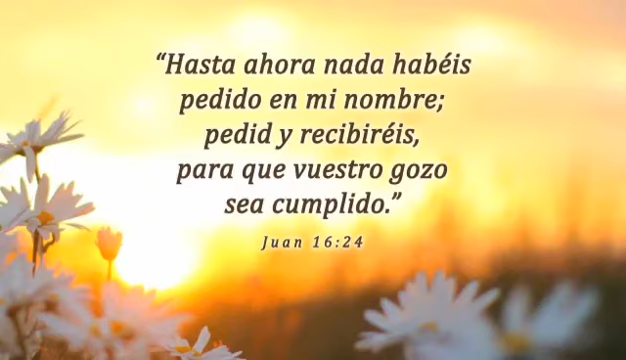 “Hasta ahora nada habéis
pedido en mi nombre;
pedid y recibiréis,
para que vuestro gozo
sea cumplido.”
Juan 16:24